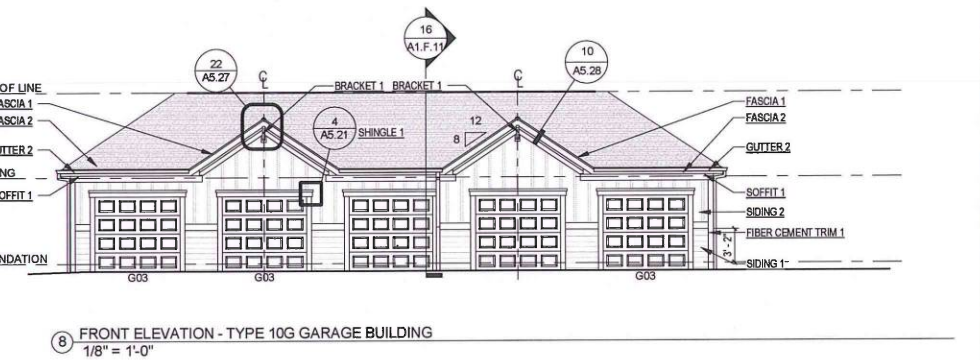 16
A1.F.11
22
A5.27
10
A5.28
OF LINE
ASCIA 1
ASCIA 2
UTTER 2
NG
OFFIT 1
NDATION
BRACKET 1 BRACKET 1
4
A5.21
SHINGLE 1
12
8
FASCIA 1
FASCIA 2
GUTTER 2
SOFFIT 1
SIDING 2
FIBER CEMENT TRIM 1
3' - 2"
SIDING 1
G03 G03 G03
8 FRONT ELEVATION - TYPE 10G GARAGE BUILDING
1/8" = 1'-0"